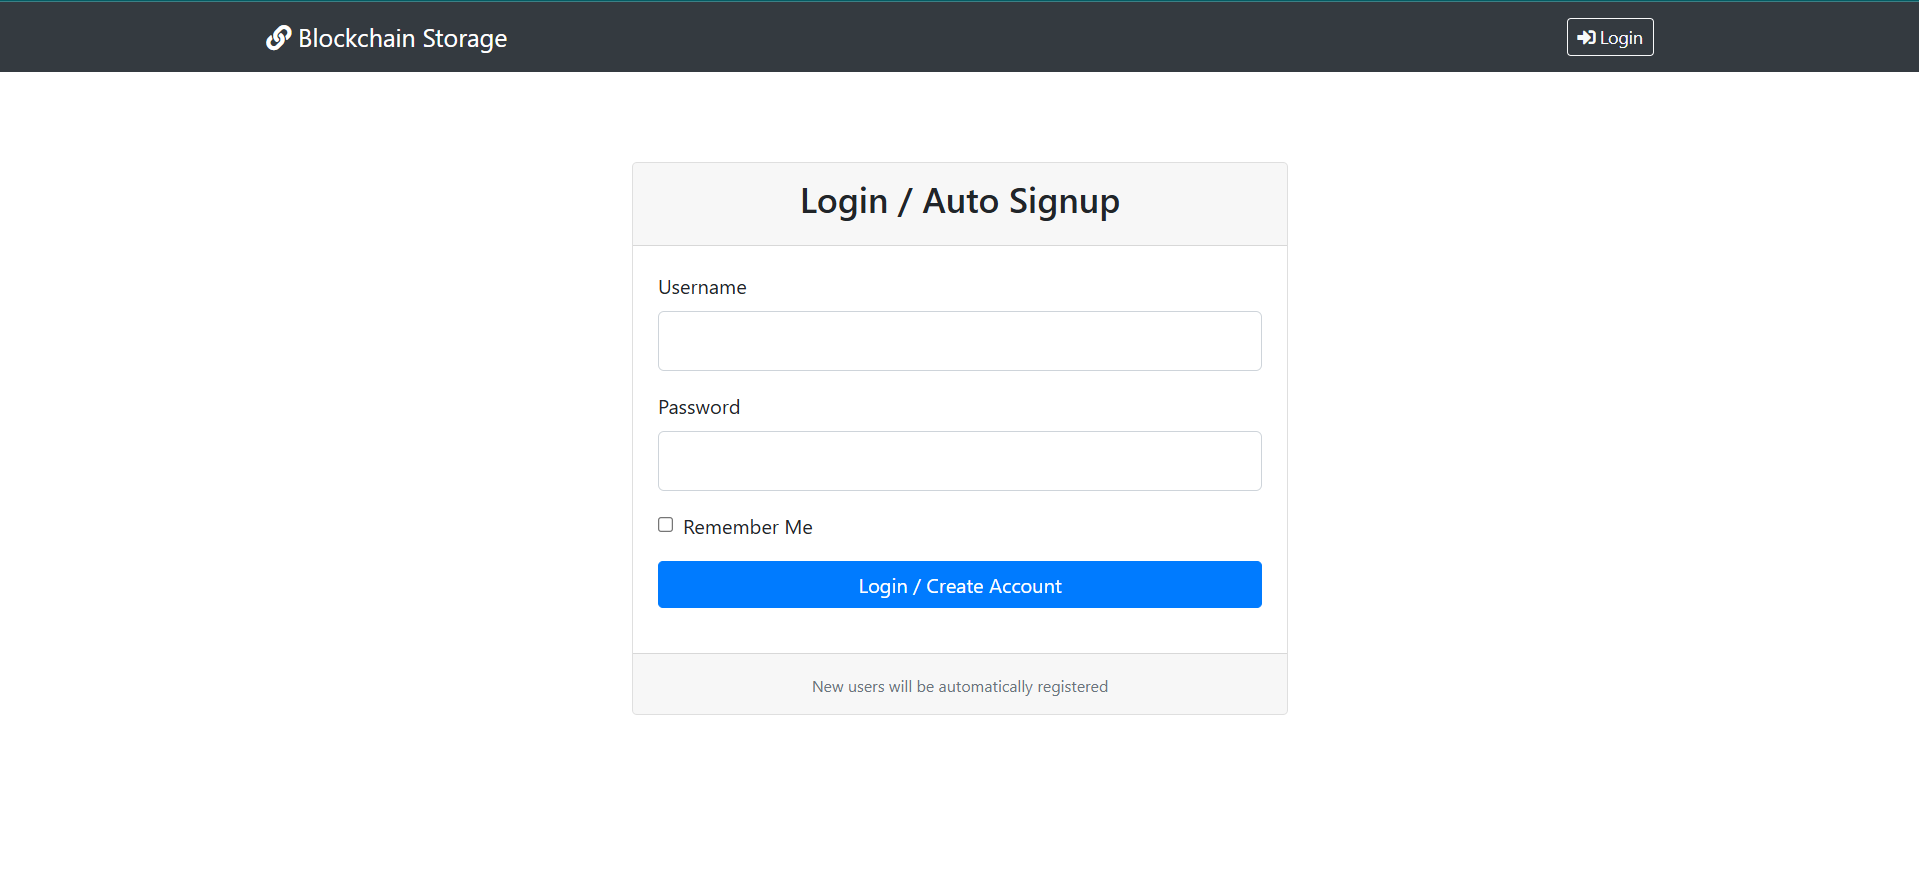 Blockchain Storage
Login
Login / Auto Signup
Username
Password
Remember Me
Login / Create Account
New users will be automatically registered